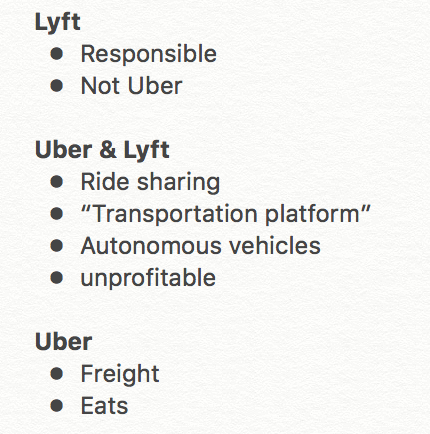 Lyft
● Responsible
● Not Uber
Uber & Lyft
● Ride sharing
● “Transportation platform”
● Autonomous vehicles
● unprofitable
Uber
● Freight
● Eats